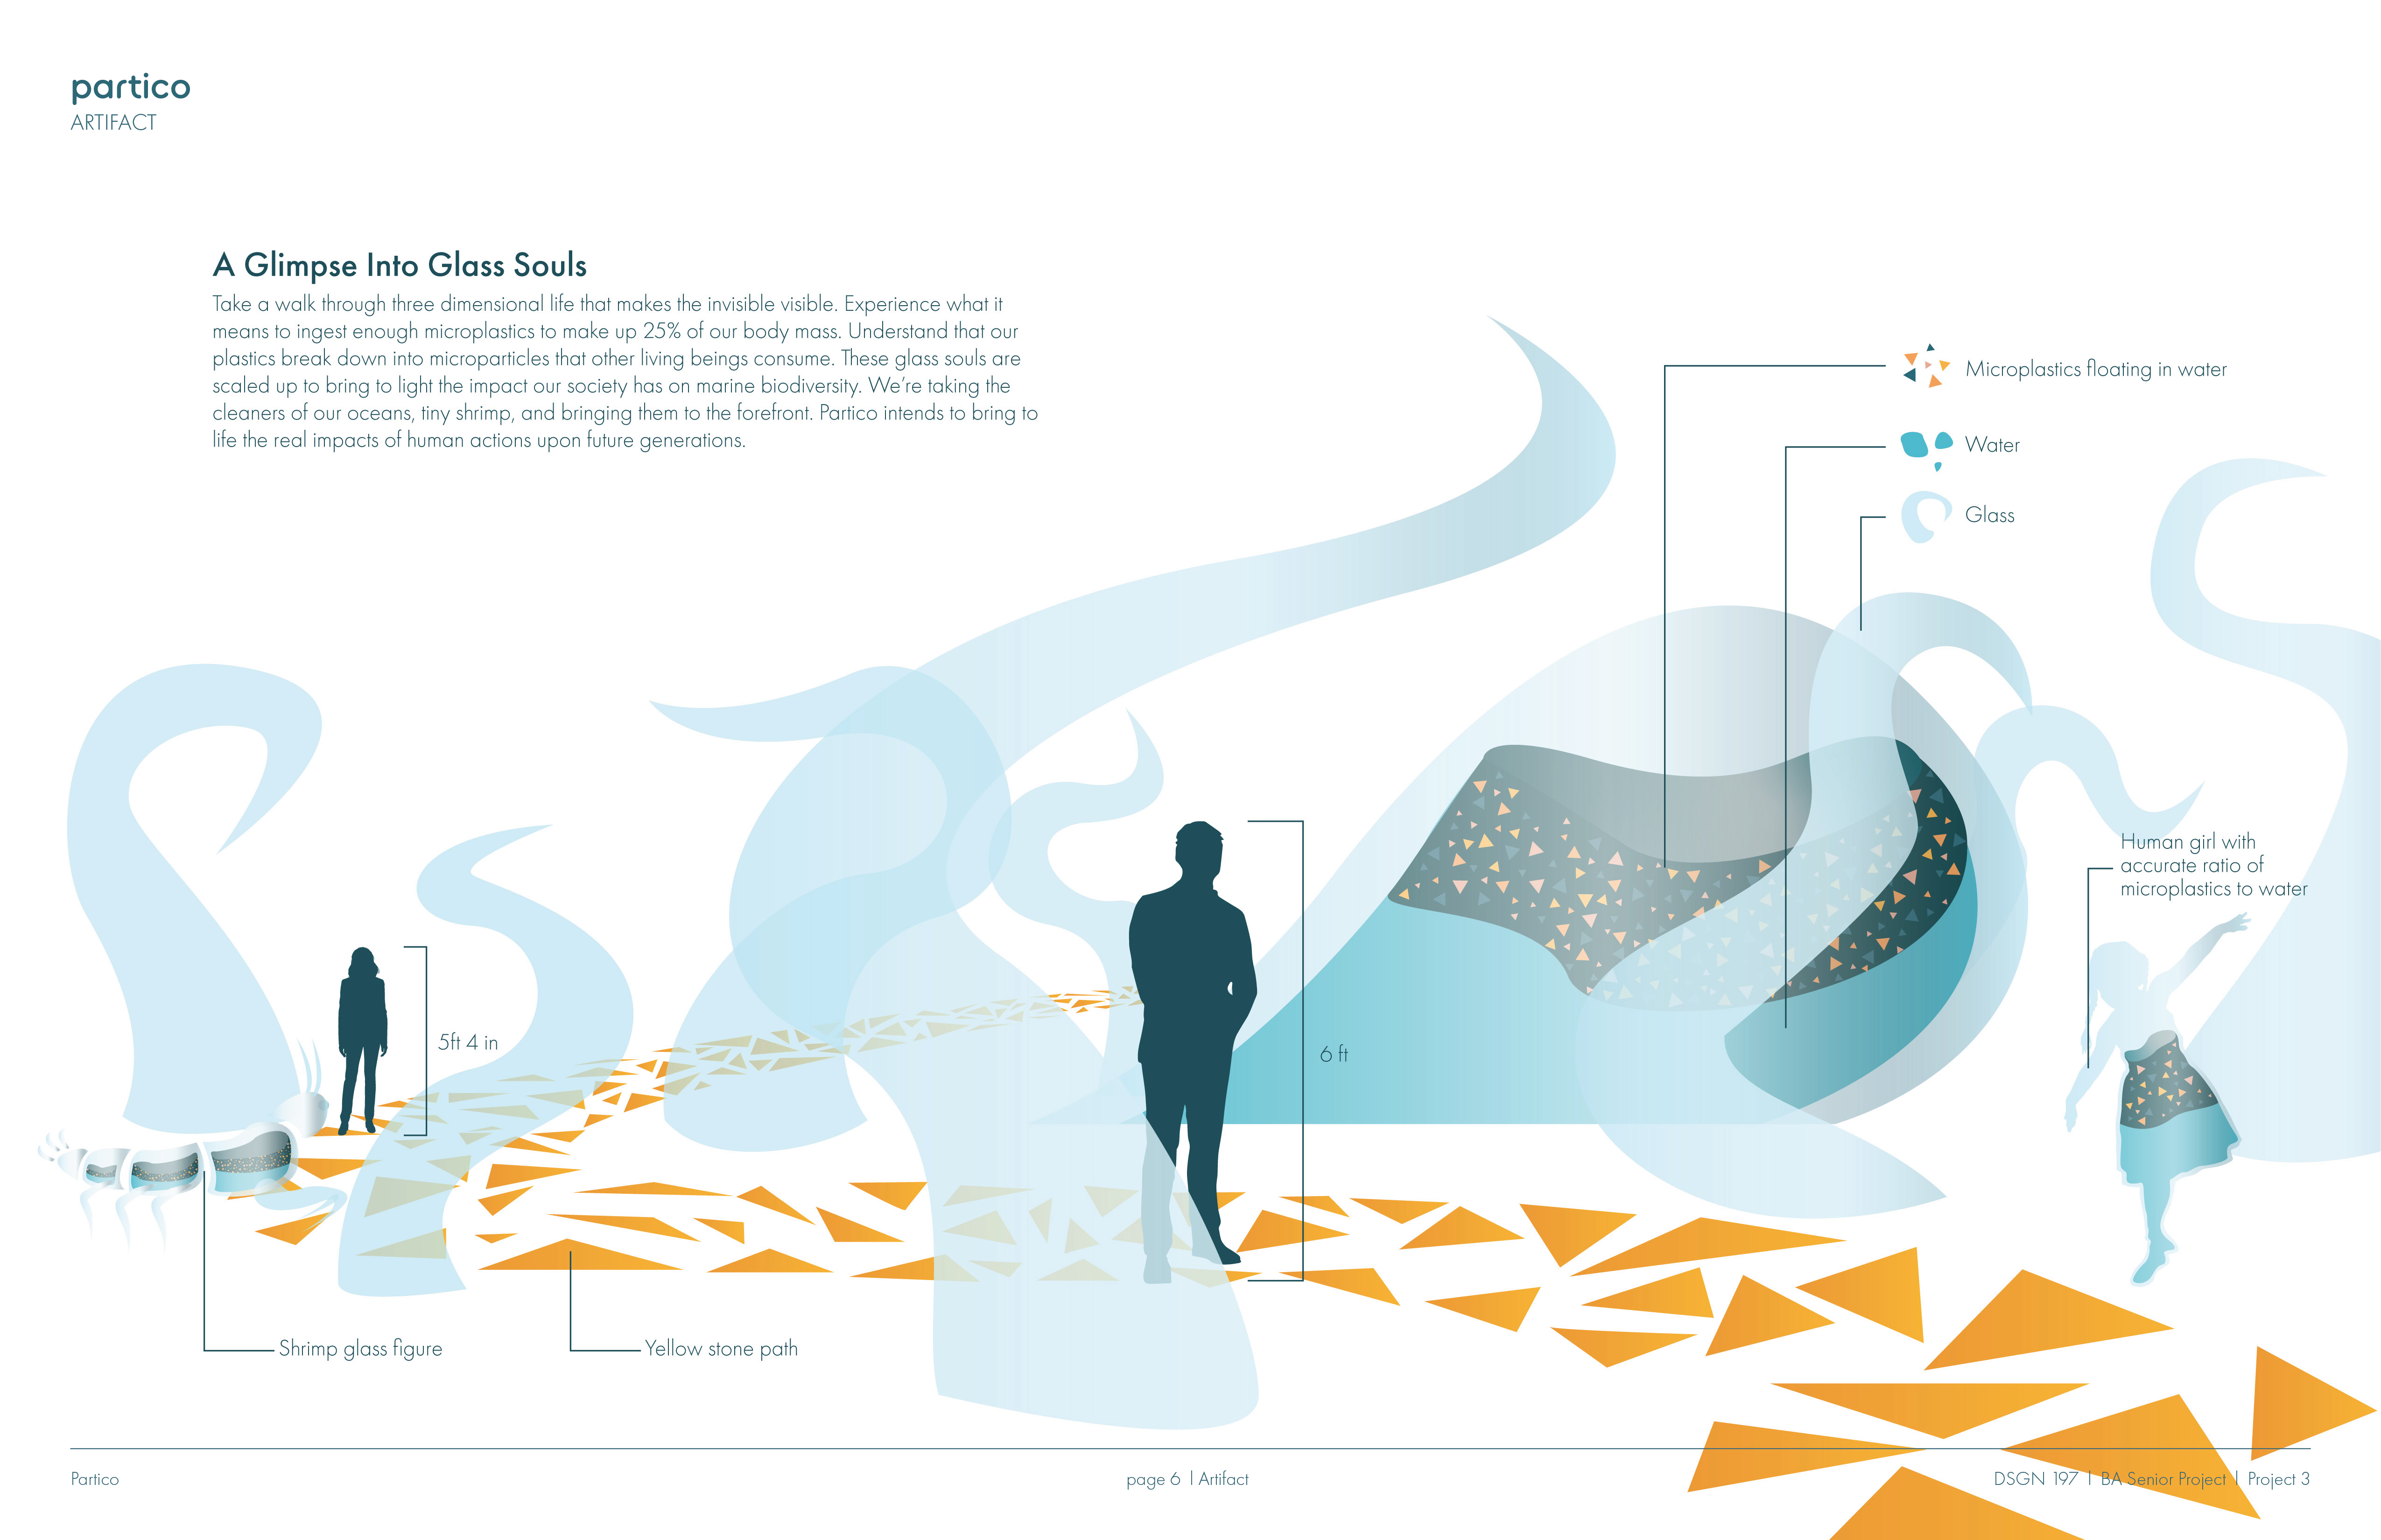 partico
ARTIFACT
A Glimpse Into Glass Souls
Take a walk through three dimensional life that makes the invisible visible. Experience what it
means to ingest enough microplastics to make up 25% of our body mass. Understand that our
plastics break down into microparticles that other living beings consume. These glass souls are
scaled up to bring to light the impact our society has on marine biodiversity. We're taking the
cleaners of our oceans, tiny shrimp, and bringing them to the forefront. Partico intends to bring to
life the real impacts of human actions upon future generations.
Microplastics floating in water
Water
Glass
Human girl with
accurate ratio of
microplastics to water
5ft 4 in
6 ft
Shrimp glass figure
Yellow stone path
Partico
page 6 | Artifact
DSGN 197 | BA Senior Project | Project 3